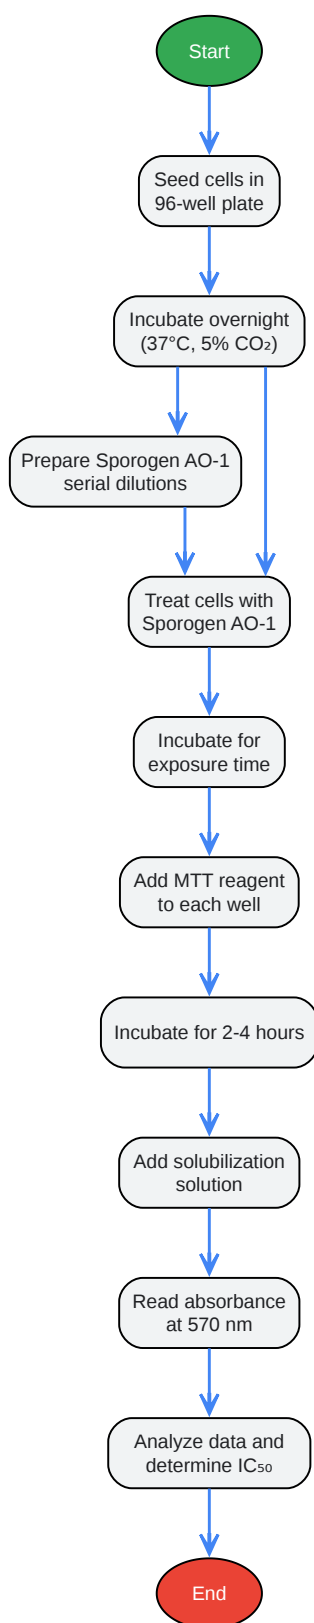 Start
Seed cells in
96-well plate
Incubate overnight
(37°C, 5% CO₂)
Prepare Sporogen AO-1
serial dilutions
Treat cells with
Sporogen AO-1
Incubate for
exposure time
Add MTT reagent
to each well
Incubate for 2-4 hours
Add solubilization
solution
Read absorbance
at 570 nm
Analyze data and
determine IC₅₀
End